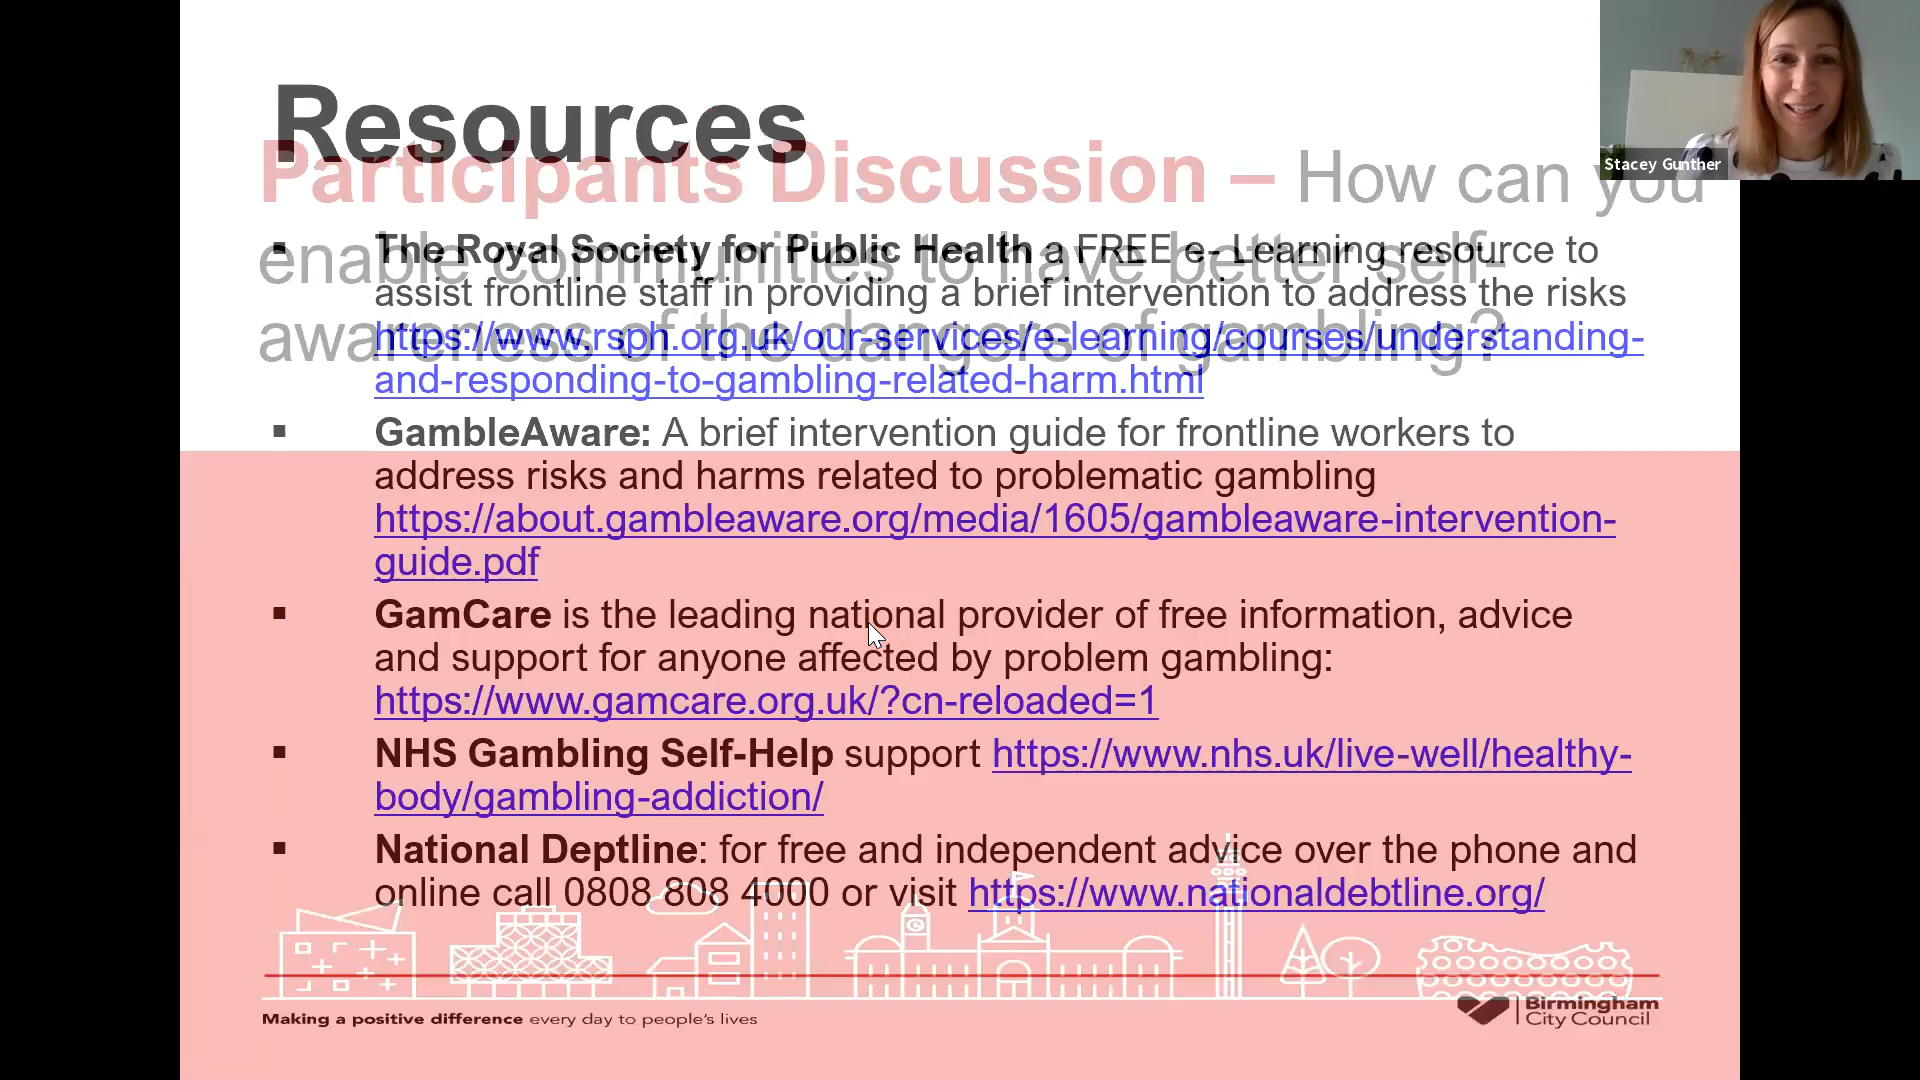 Resources
Participants Discussion – How can you
enable communities to have better self-
awareness of the dangers of gambling?
Stacey Gunther
▪ The Royal Society for Public Health a FREE e- Learning resource to
assist frontline staff in providing a brief intervention to address the risks
https://www.rsph.org.uk/our-services/e-learning/courses/understanding-
and-responding-to-gambling-related-harm.html
▪ GambleAware: A brief intervention guide for frontline workers to
address risks and harms related to problematic gambling
https://about.gambleaware.org/media/1605/gambleaware-intervention-
guide.pdf
▪ GamCare is the leading national provider of free information, advice
and support for anyone affected by problem gambling:
https://www.gamcare.org.uk/?cn-reloaded=1
▪ NHS Gambling Self-Help support https://www.nhs.uk/live-well/healthy-
body/gambling-addiction/
▪ National Deptline: for free and independent advice over the phone and
online call 0808 808 4000 or visit https://www.nationaldebtline.org/
Making a positive difference every day to people's lives
Birmingham
City Council